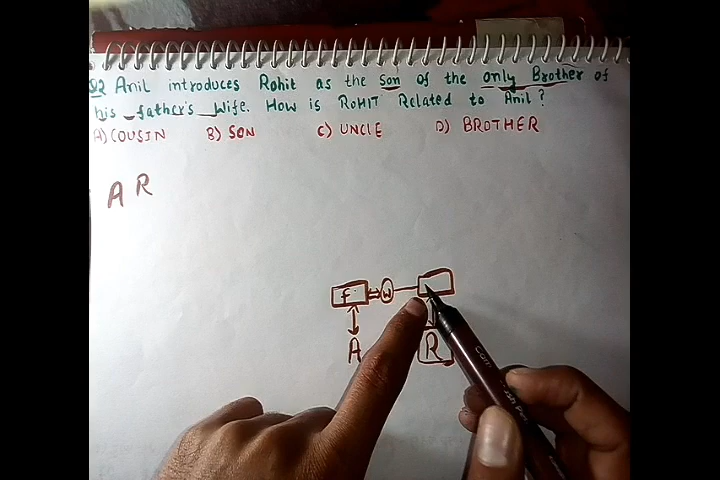 Q2 Anil introduces Rohit as the son of the only Brother of
his father's wife. How is ROHIT Related to Anil?
A) COUSIN B) SON C) UNCLE D) BROTHER
A R
F W
A R